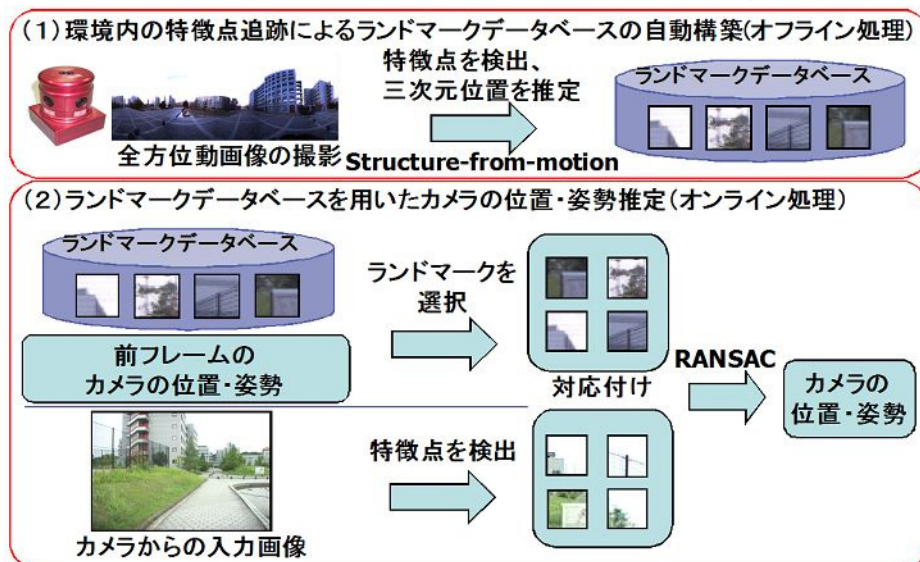 (1)環境内の特徴点追跡によるランドマークデータベースの自動構築(オフライン処理)
特徴点を検出、
三次元位置を推定
ランドマークデータベース
全方位動画像の撮影
Structure-from-motion
(2)ランドマークデータベースを用いたカメラの位置・姿勢推定(オンライン処理)
ランドマークデータベース
ランドマークを
選択
前フレームの
カメラの位置・姿勢
対応付け
RANSAC
カメラの
位置・姿勢
特徴点を検出
カメラからの入力画像